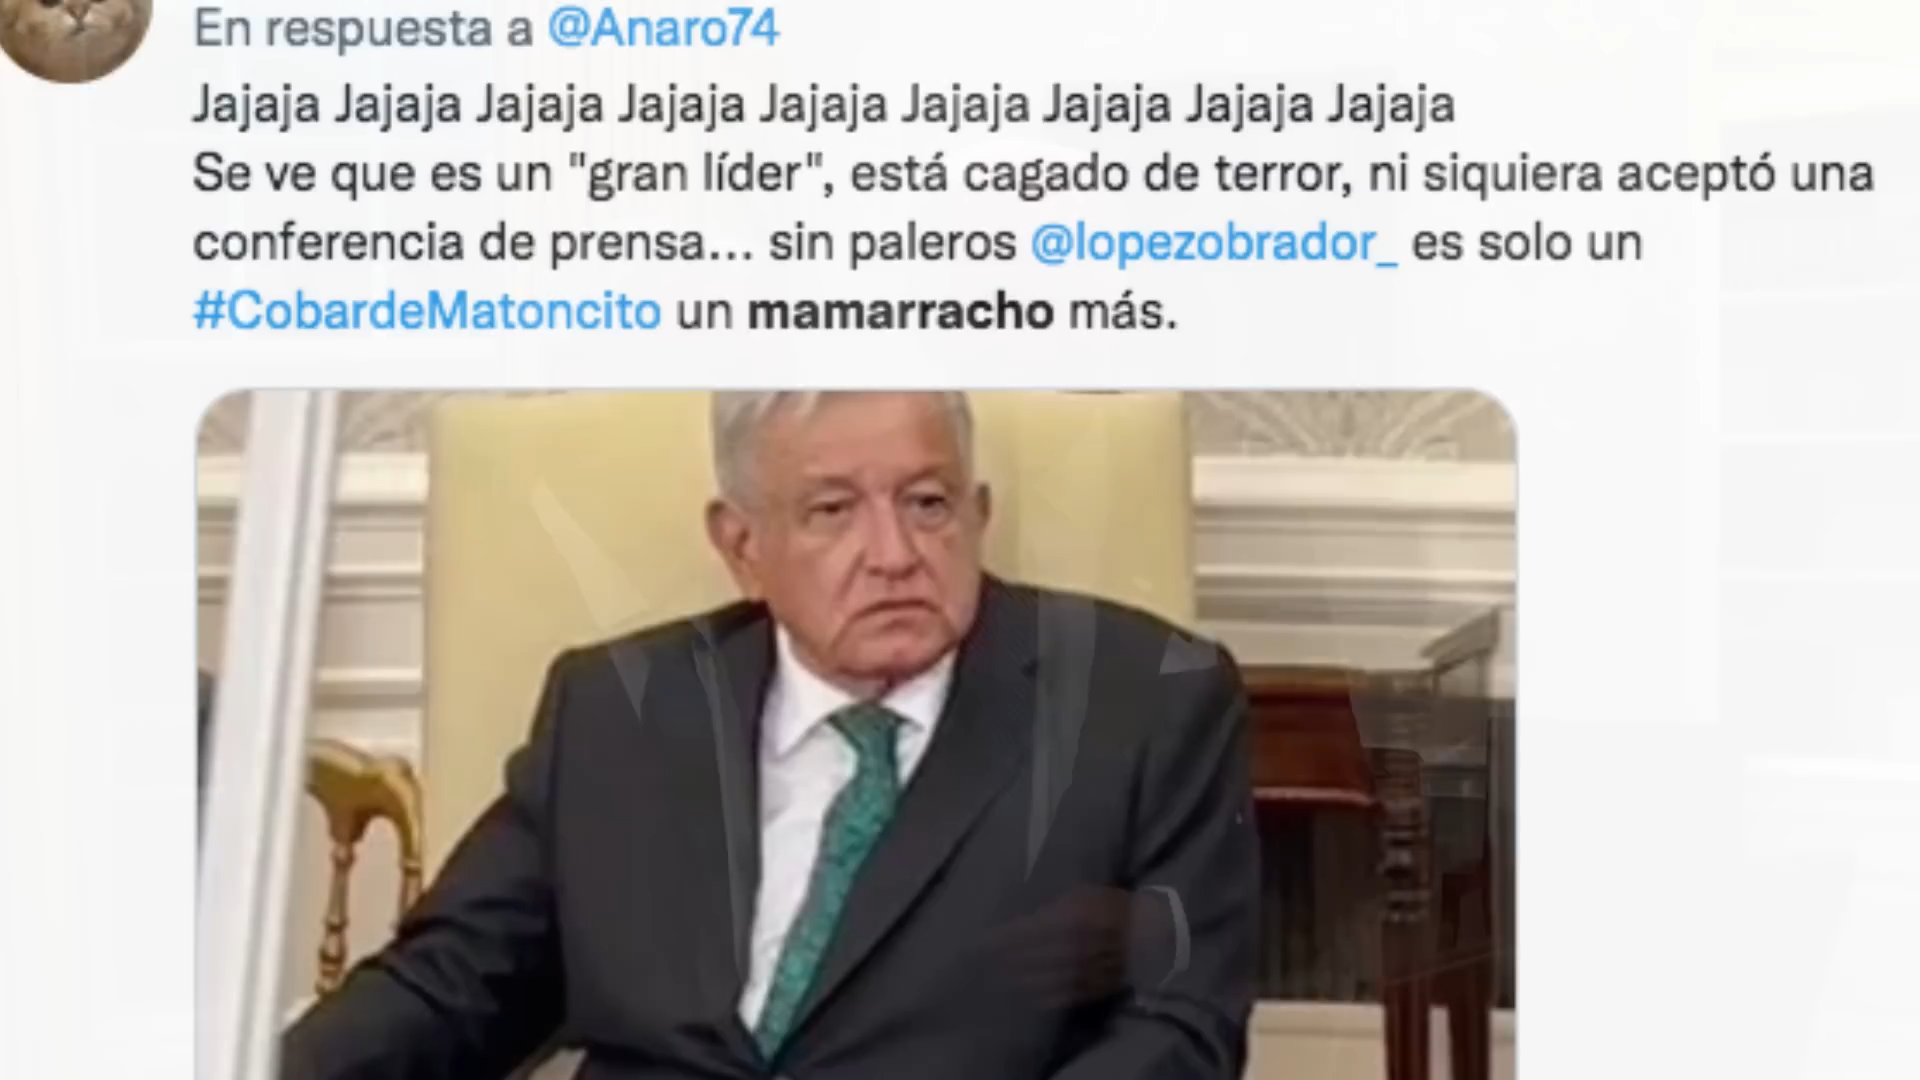 En respuesta a @Anaro74
Jajaja Jajaja Jajaja Jajaja Jajaja Jajaja Jajaja Jajaja Jajaja
Se ve que es un "gran líder", está cagado de terror, ni siquiera aceptó una
conferencia de prensa... sin paleros @lopezobrador_ es solo un
#CobardeMatoncito un mamarracho más.